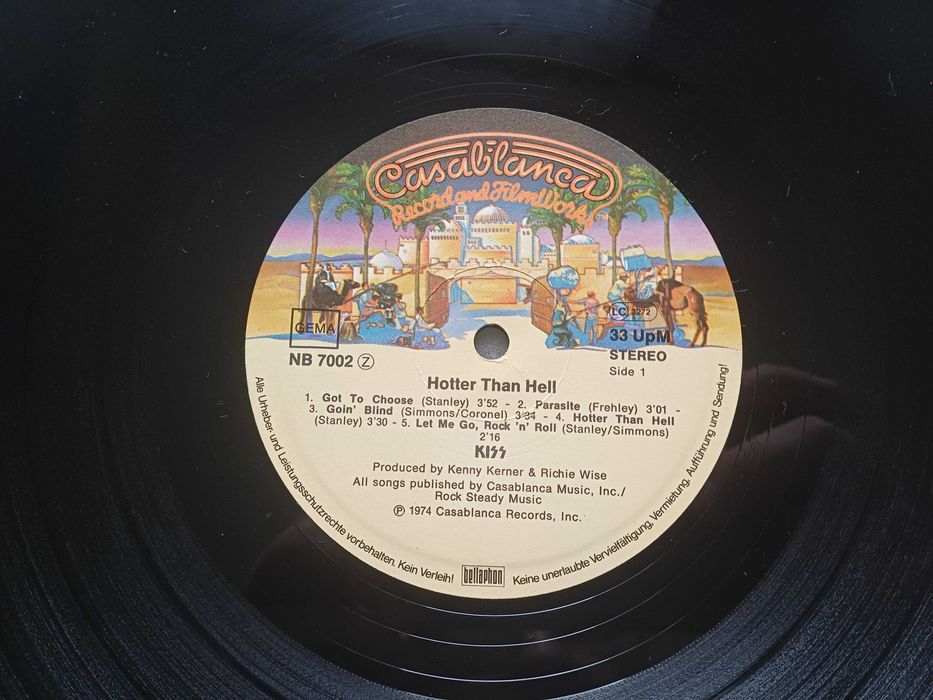 Casablanca
Record and FilmWorks
GEMA
LC 3272
33 UpM
NB 7002 Z
STEREO
Side 1
Hotter Than Hell
1. Got To Choose (Stanley) 3'52 - 2. Parasite (Frehley) 3'01 -
3. Goin' Blind (Simmons/Coronel) 3'34 - 4. Hotter Than Hell
(Stanley) 3'30 - 5. Let Me Go, Rock 'n' Roll (Stanley/Simmons)
2'16
KISS
Produced by Kenny Kerner & Richie Wise
All songs published by Casablanca Music, Inc./
Rock Steady Music
℗ 1974 Casablanca Records, Inc.
Alle Urheber- und Leistungsschutzrechte vorbehalten. Kein Verleih! bellaphon Keine unerlaubte Vervielfältigung, Vermietung, Aufführung und Sendung!